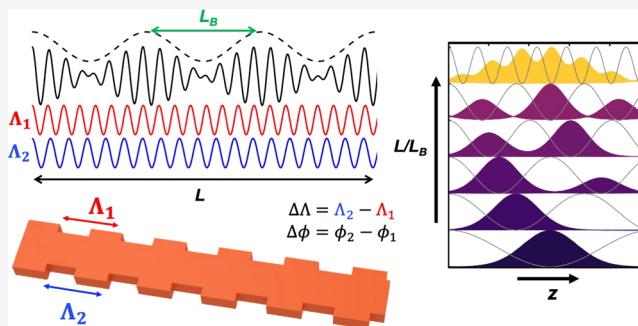 L_B
Λ₁
Λ₂
L
Λ₁
Λ₂
ΔΛ = Λ₂ − Λ₁
Δϕ = ϕ₂ − ϕ₁
L/L_B
z